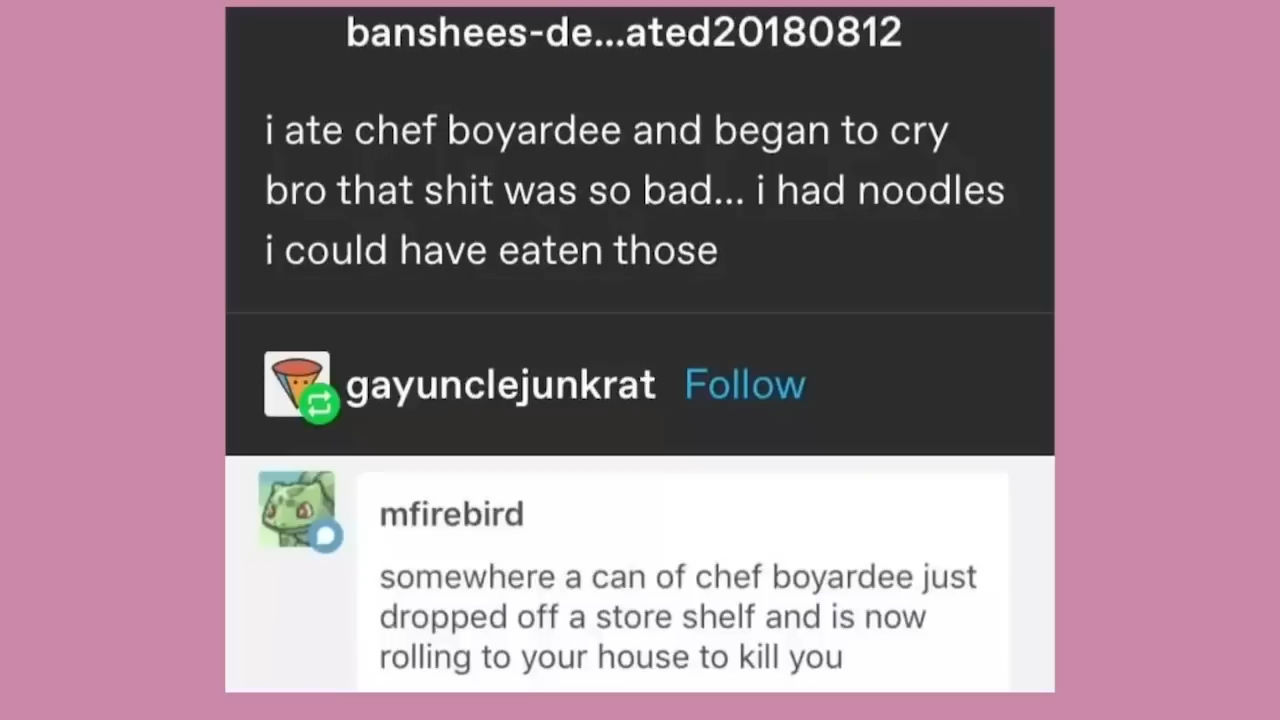 banshees-de...ated20180812
i ate chef boyardee and began to cry
bro that shit was so bad... i had noodles
i could have eaten those
gayunclejunkrat Follow
mfirebird
somewhere a can of chef boyardee just
dropped off a store shelf and is now
rolling to your house to kill you